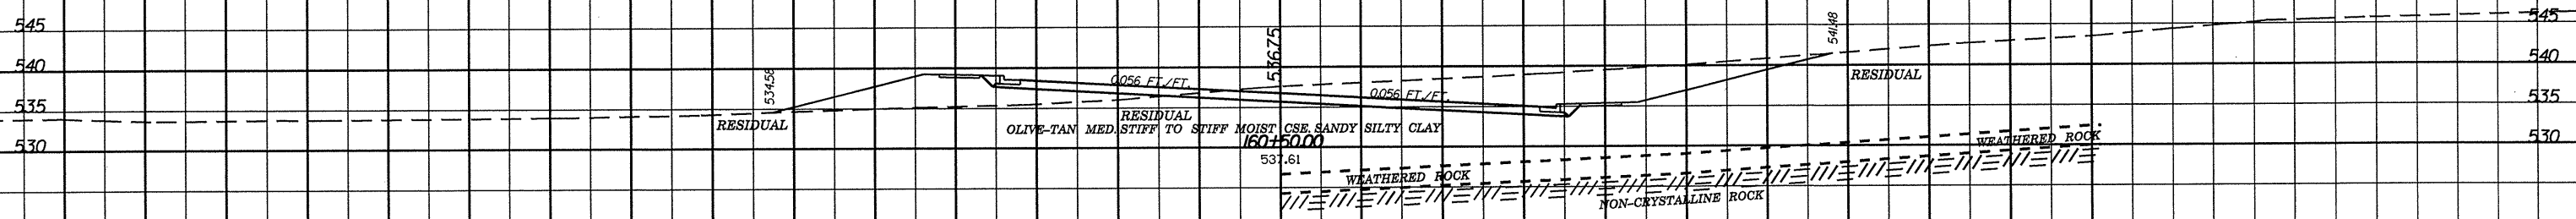 545 545
541.48
536.75
540 540
534.58
0.056 FT./FT.
RESIDUAL
0.056 FT./FT.
535 535
RESIDUAL
RESIDUAL
OLIVE-TAN MED. STIFF TO STIFF MOIST CSE. SANDY SILTY CLAY
160+50.00
530 530
WEATHERED ROCK
537.61
WEATHERED ROCK
NON-CRYSTALLINE ROCK